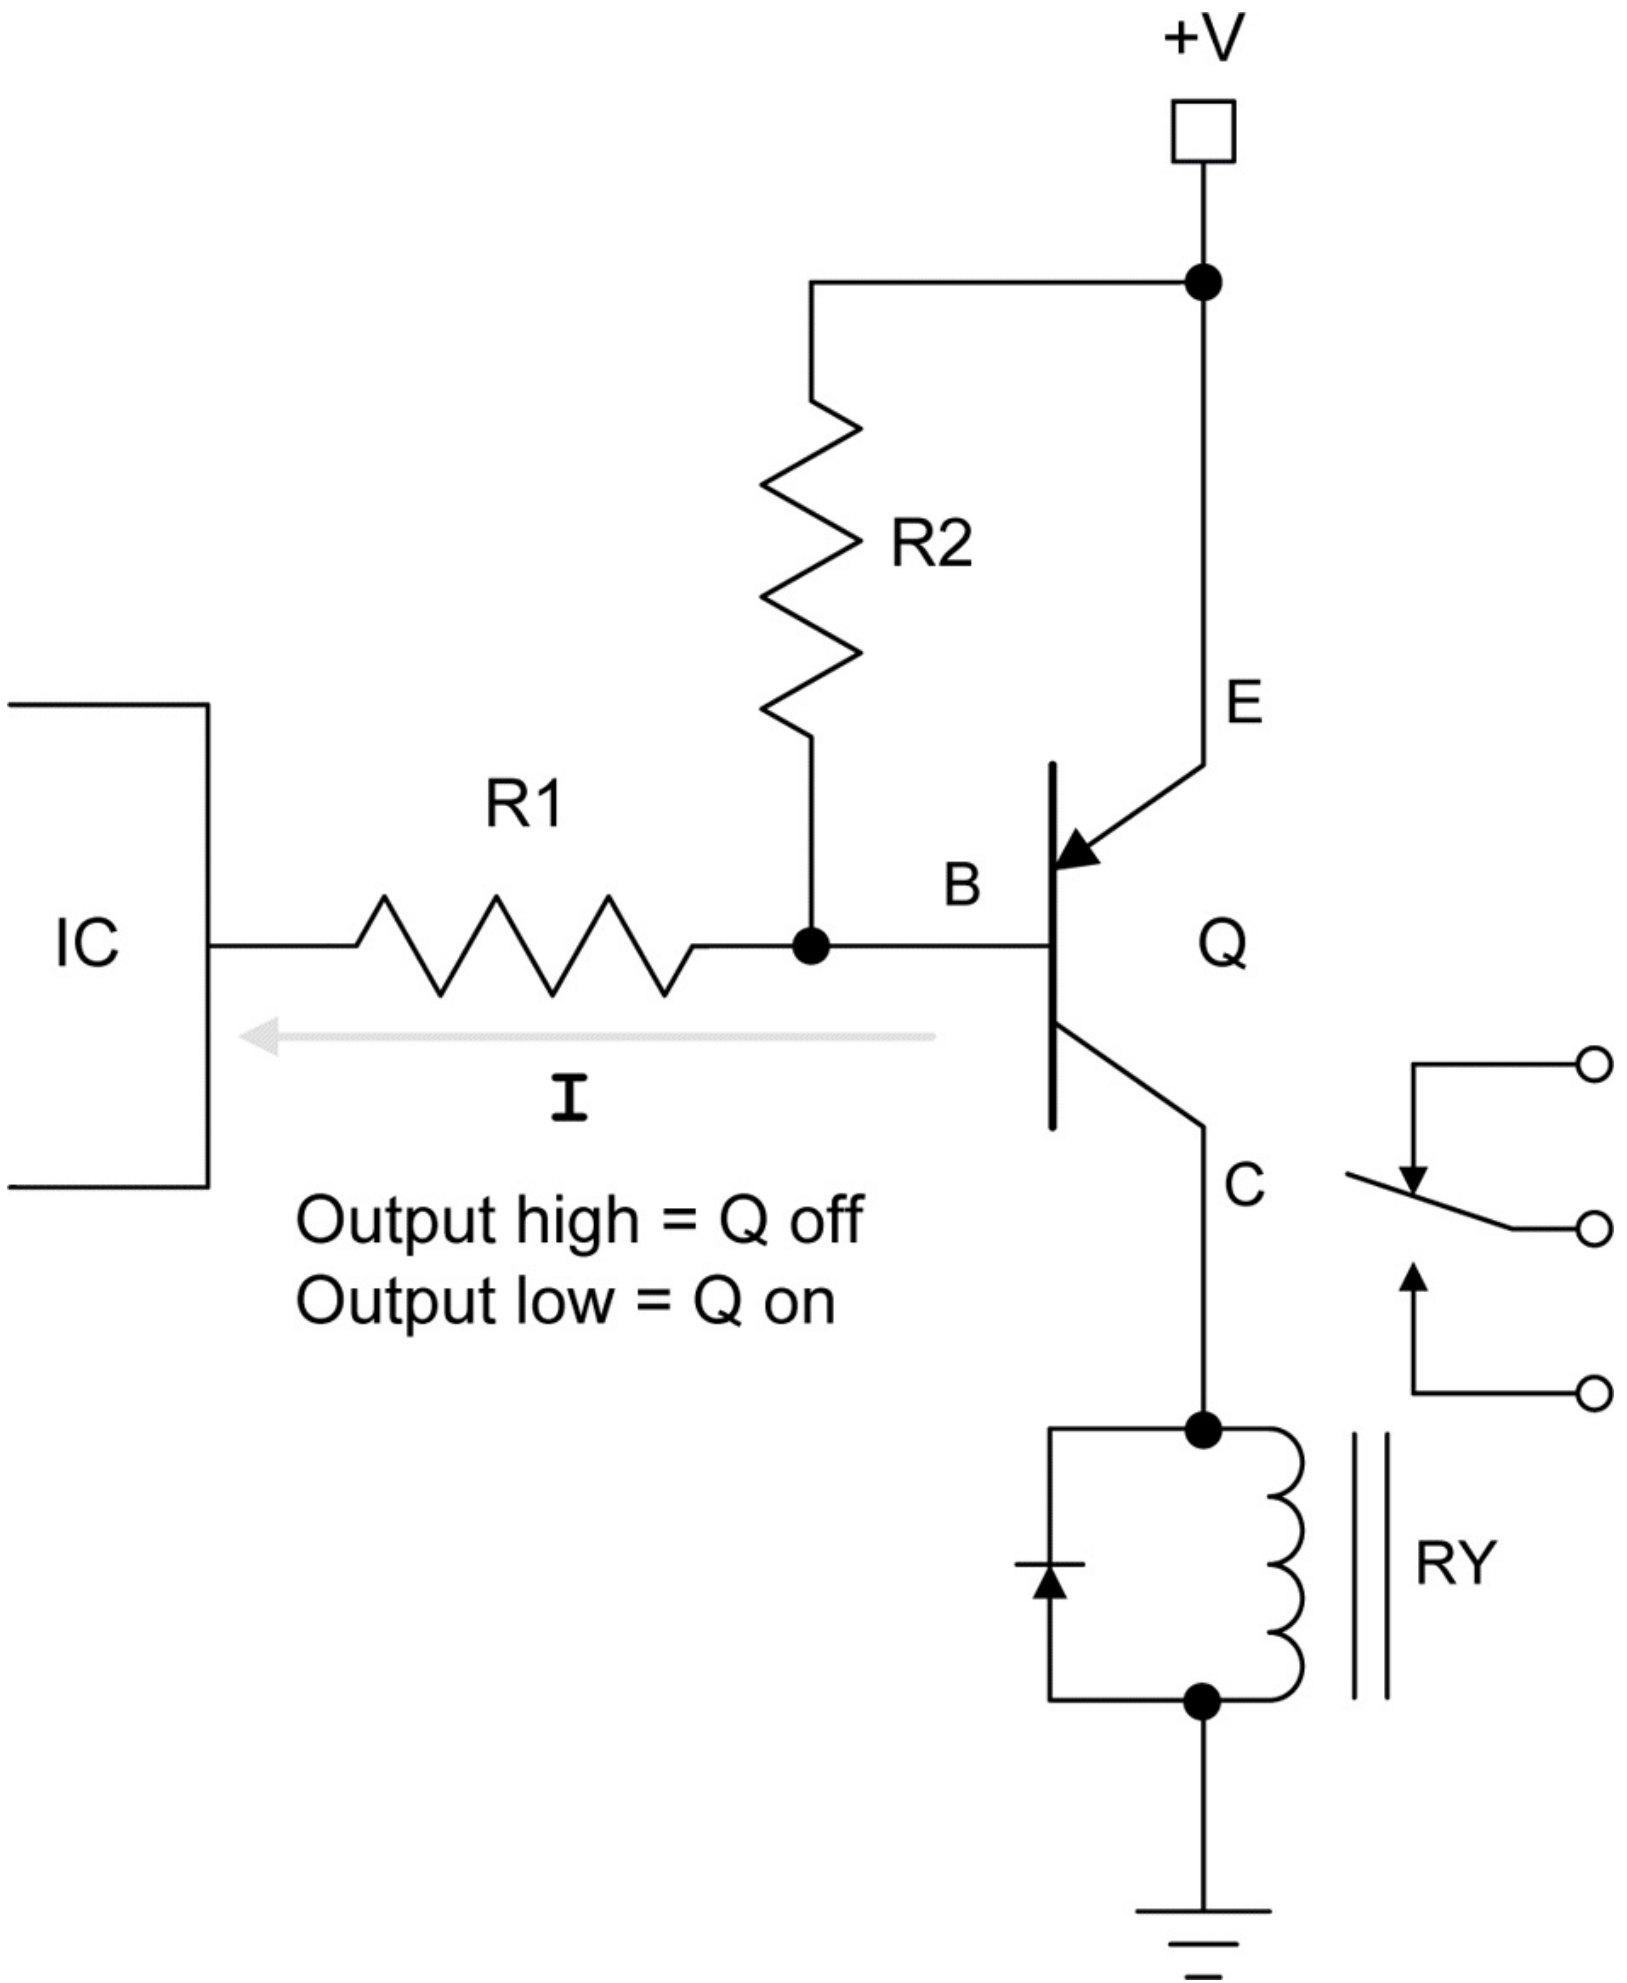 +V
R2
E
R1
B
IC
Q
I
C
Output high = Q off
Output low = Q on
RY